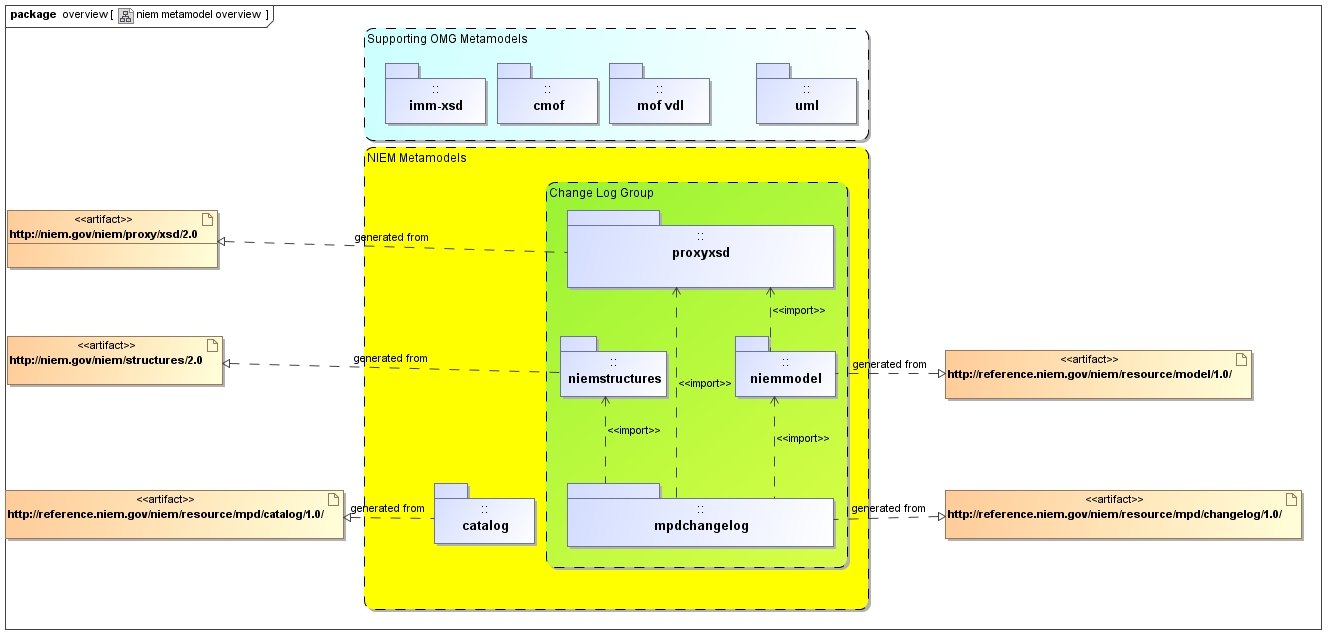 package overview [ niem metamodel overview ]
Supporting OMG Metamodels
::
imm-xsd
::
cmof
::
mof vdl
::
uml
NIEM Metamodels
Change Log Group
<<artifact>>
http://niem.gov/niem/proxy/xsd/2.0
generated from
::
proxyxsd
<<import>>
<<artifact>>
http://niem.gov/niem/structures/2.0
generated from
::
niemstructures
<<import>>
::
niemmodel
generated from
<<artifact>>
http://reference.niem.gov/niem/resource/model/1.0/
<<import>>
<<import>>
<<artifact>>
http://reference.niem.gov/niem/resource/mpd/catalog/1.0/
generated from
::
catalog
::
mpdchangelog
generated from
<<artifact>>
http://reference.niem.gov/niem/resource/mpd/changelog/1.0/